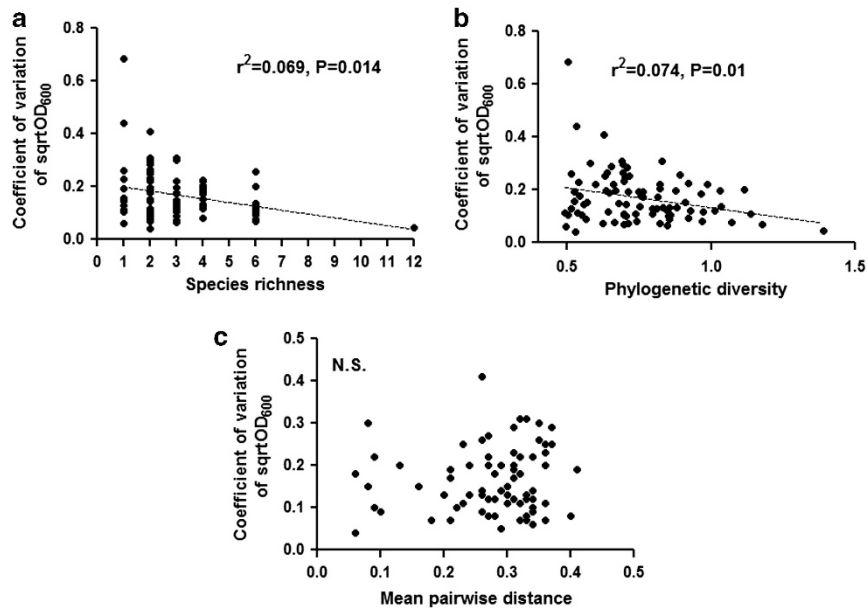 a
Coefficient of variation
of sqrtOD600
0.8
0.6
0.4
0.2
0.0
r2=0.069, P=0.014
0 1 2 3 4 5 6 7 8 9 10 11 12
Species richness
b
Coefficient of variation
of sqrtOD600
0.8
0.6
0.4
0.2
0.0
r2=0.074, P=0.01
0.5 1.0 1.5
Phylogenetic diversity
c
Coefficient of variation
of sqrtOD600
0.5
0.4
0.3
0.2
0.1
0.0
N.S.
0.0 0.1 0.2 0.3 0.4 0.5
Mean pairwise distance